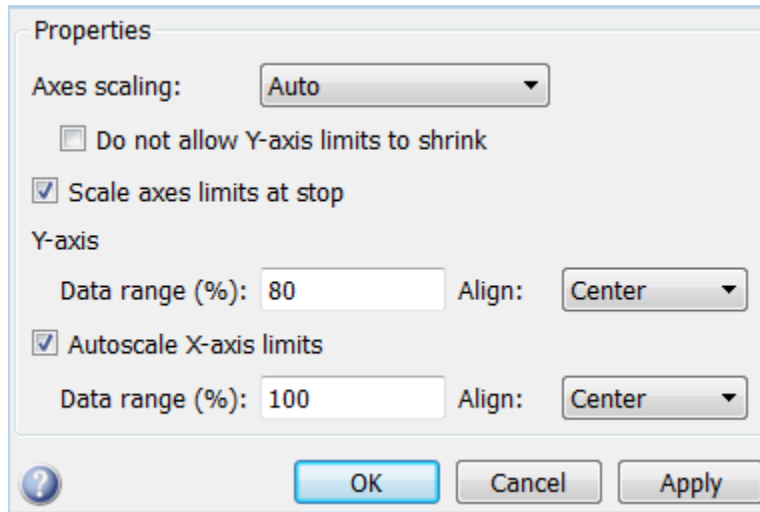 Properties
Axes scaling: Auto
Do not allow Y-axis limits to shrink
Scale axes limits at stop
Y-axis
Data range (%): 80 Align: Center
Autoscale X-axis limits
Data range (%): 100 Align: Center
? OK Cancel Apply